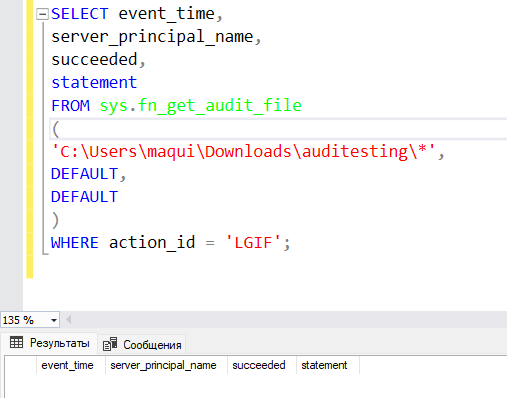 SELECT event_time,
server_principal_name,
succeeded,
statement
FROM sys.fn_get_audit_file
(
'C:\Users\maqui\Downloads\auditesting\*',
DEFAULT,
DEFAULT
)
WHERE action_id = 'LGIF';
135 %
Результаты Сообщения
event_time server_principal_name succeeded statement